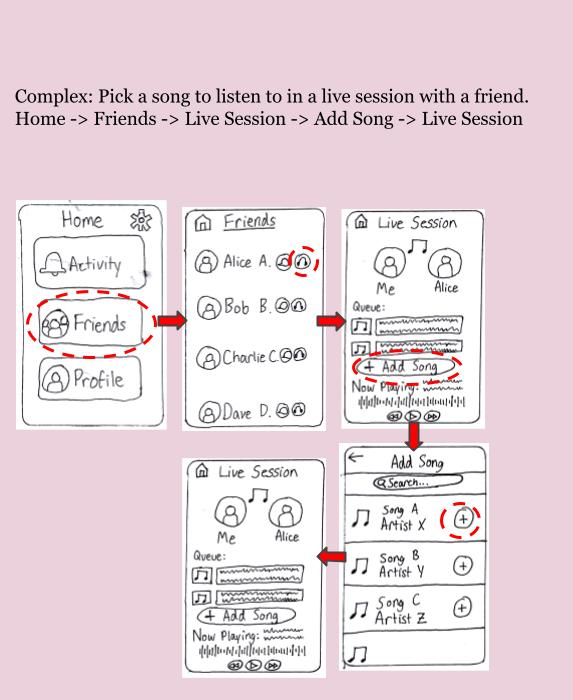 Complex: Pick a song to listen to in a live session with a friend.
Home -> Friends -> Live Session -> Add Song -> Live Session
Home
Activity
Friends
Profile
Friends
Alice A.
Bob B.
Charlie C.
Dave D.
Live Session
Me Alice
Queue:
+ Add Song
Now Playing:
Add Song
Search...
Song A
Artist X
Song B
Artist Y
Song C
Artist Z
Live Session
Me Alice
Queue:
+ Add Song
Now Playing: